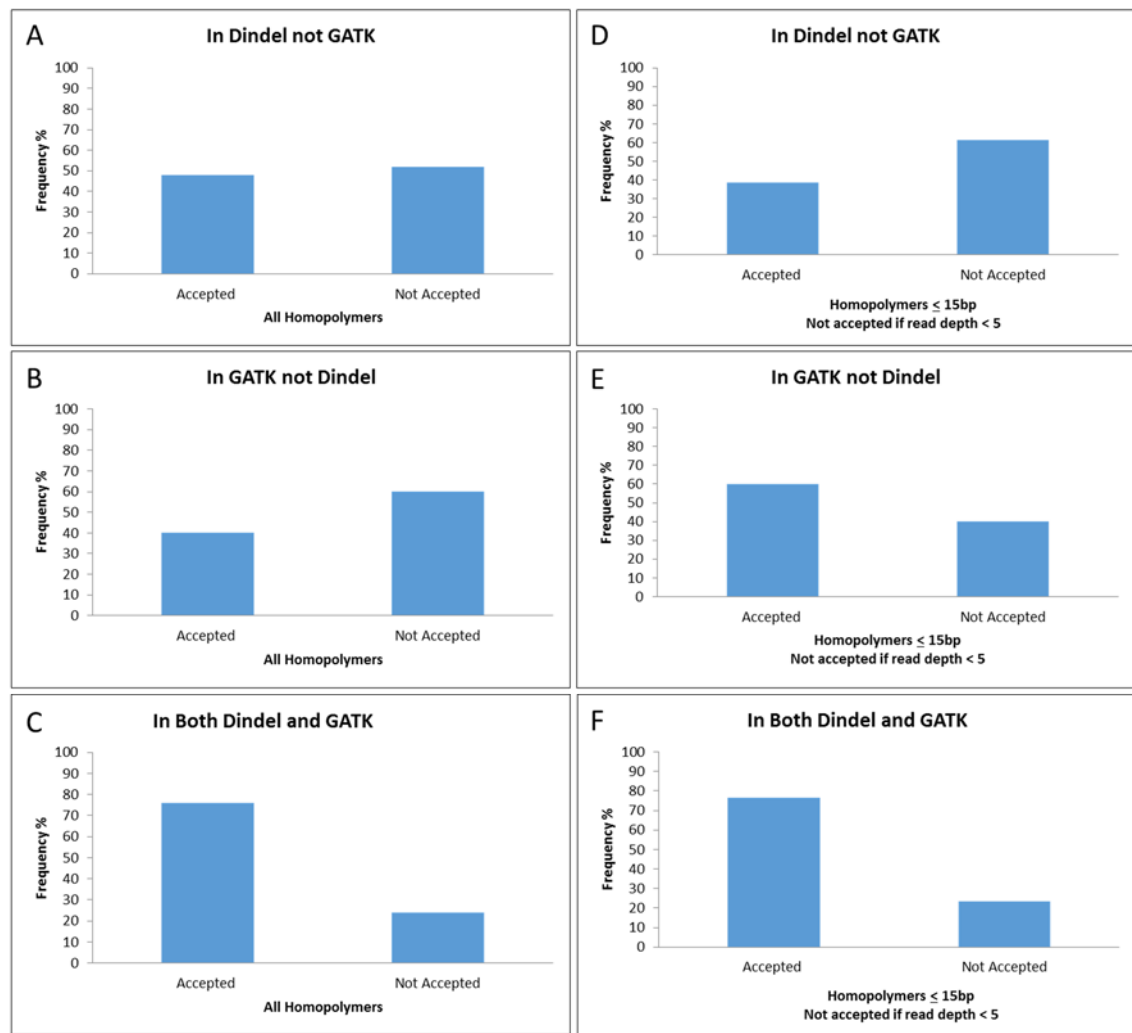 A
In Dindel not GATK
100
90
80
70
60
50
40
30
20
10
0
Frequency %
Accepted Not Accepted
All Homopolymers
D
In Dindel not GATK
100
90
80
70
60
50
40
30
20
10
0
Frequency %
Accepted Not Accepted
Homopolymers ≤ 15bp
Not accepted if read depth < 5
B
In GATK not Dindel
100
90
80
70
60
50
40
30
20
10
0
Frequency %
Accepted Not Accepted
All Homopolymers
E
In GATK not Dindel
100
90
80
70
60
50
40
30
20
10
0
Frequency %
Accepted Not Accepted
Homopolymers ≤ 15bp
Not accepted if read depth < 5
C
In Both Dindel and GATK
100
90
80
70
60
50
40
30
20
10
0
Frequency %
Accepted Not Accepted
All Homopolymers
F
In Both Dindel and GATK
100
90
80
70
60
50
40
30
20
10
0
Frequency %
Accepted Not Accepted
Homopolymers ≤ 15bp
Not accepted if read depth < 5